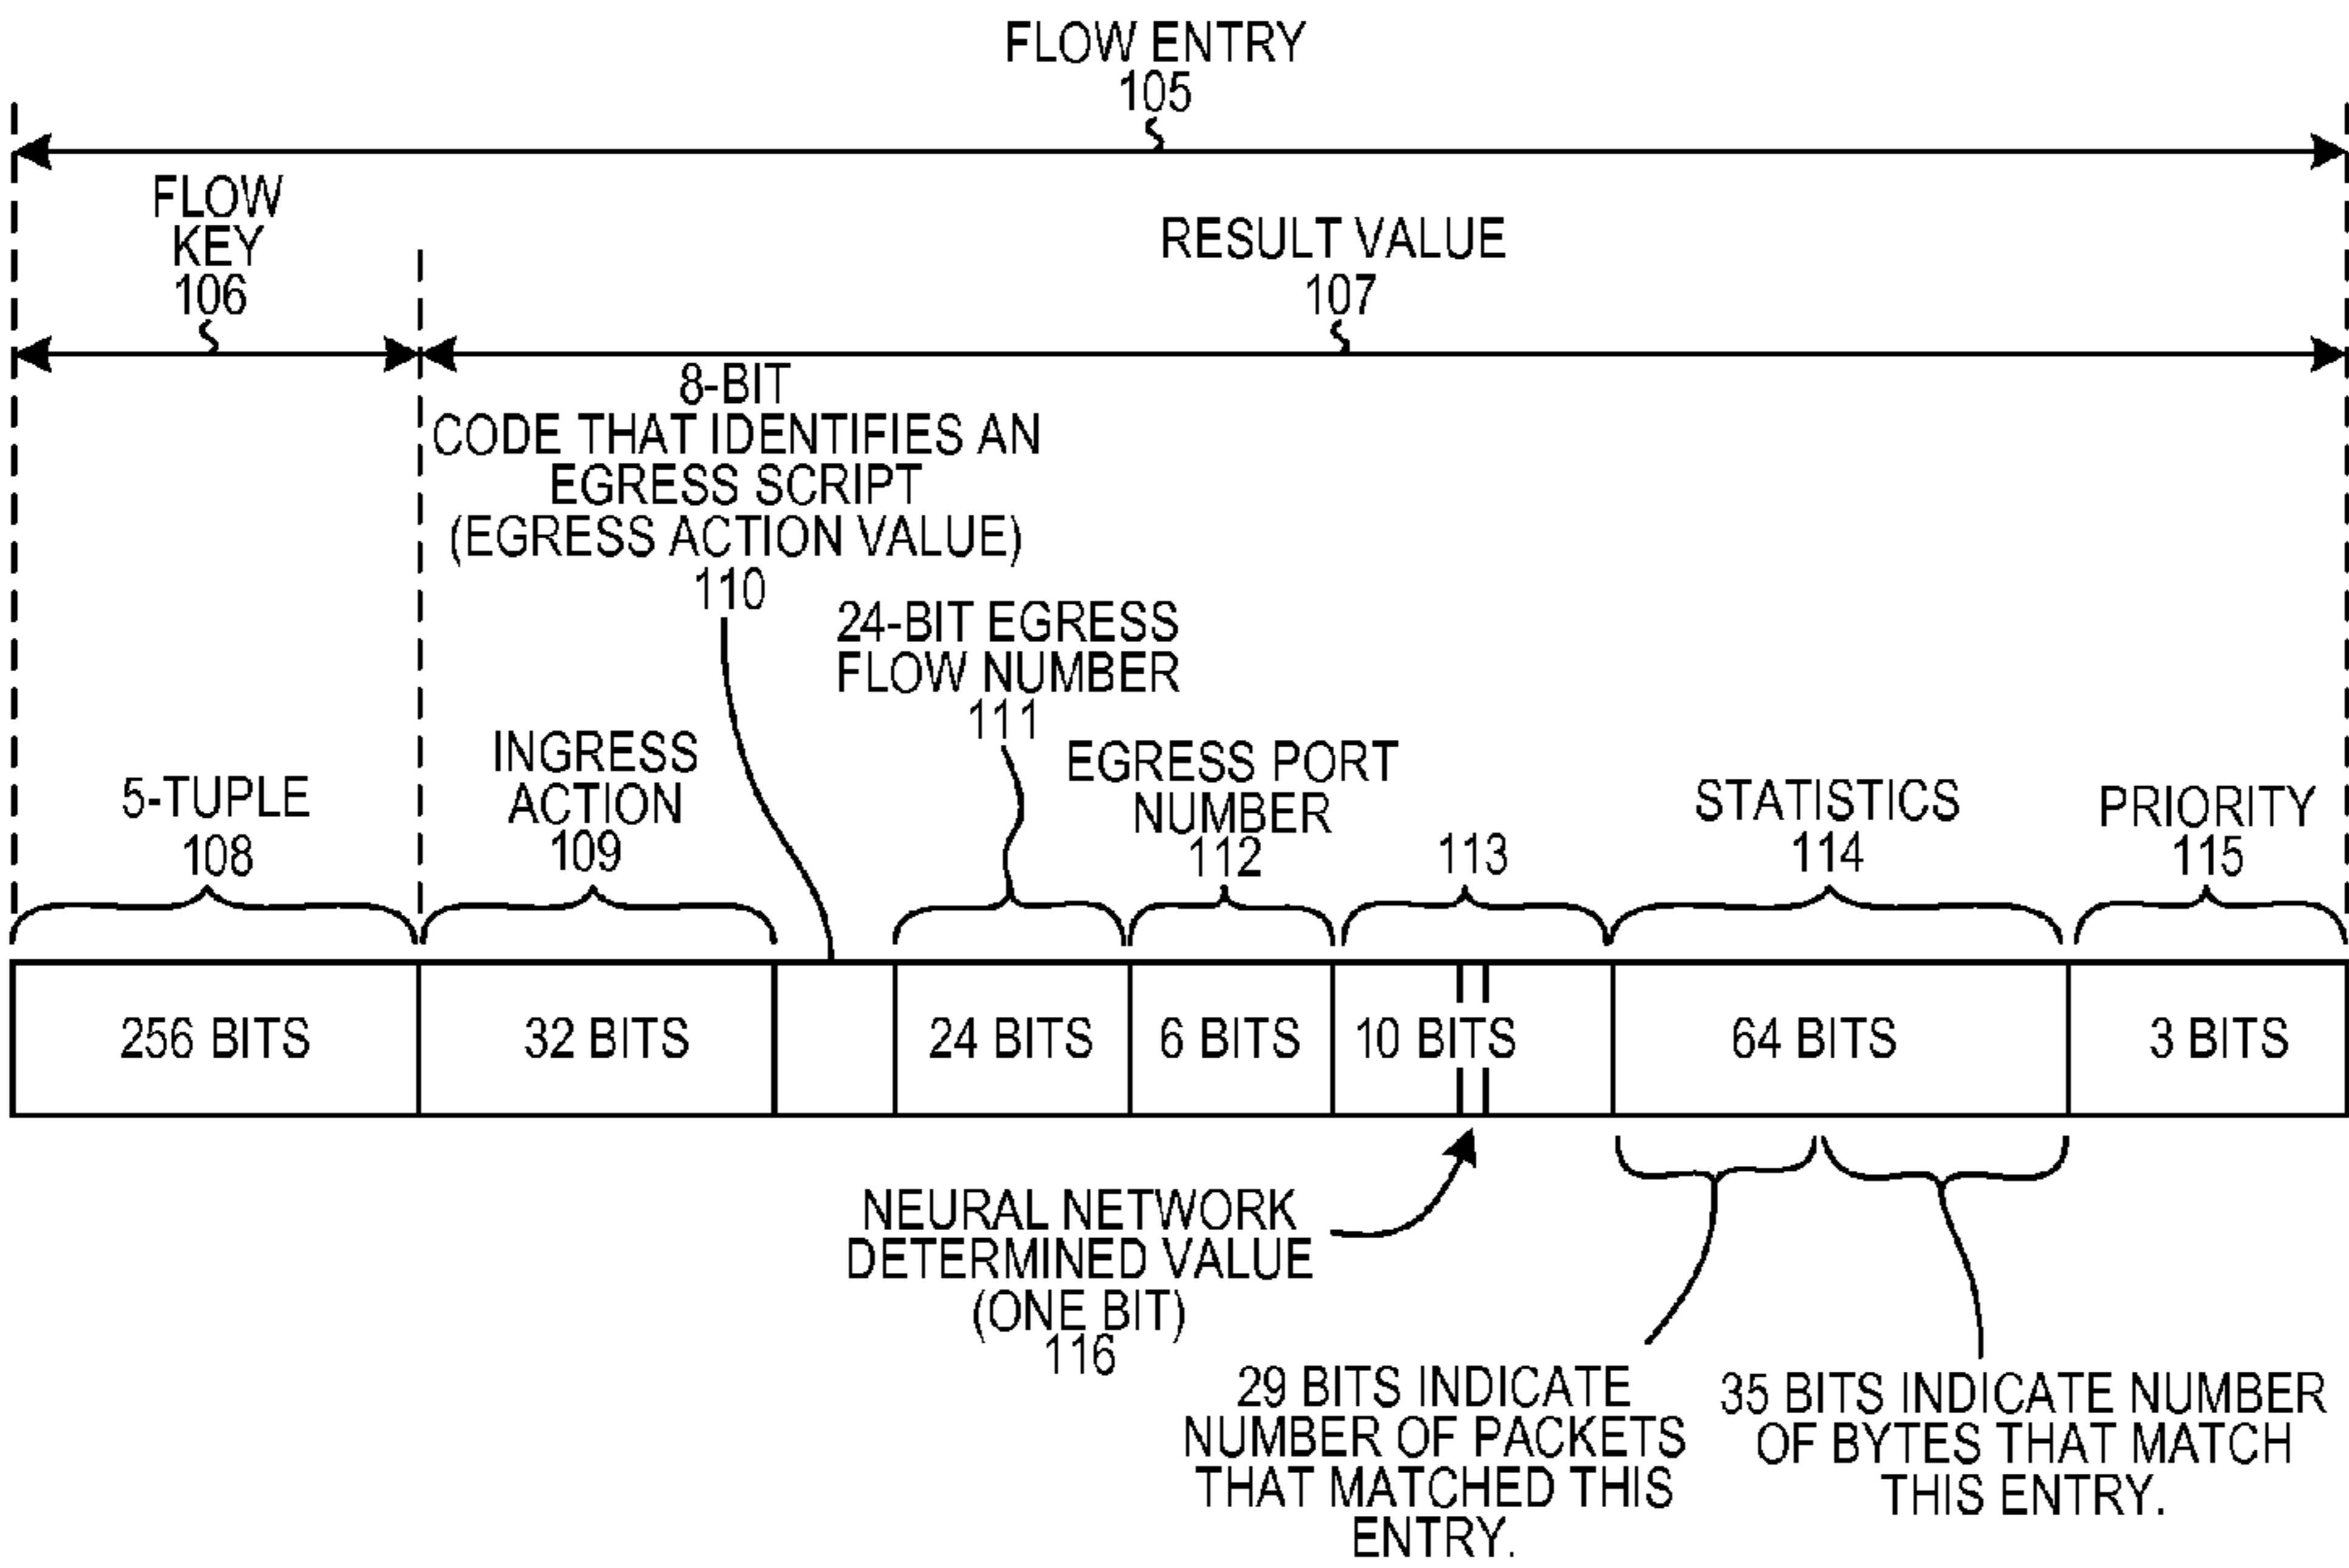 FLOW ENTRY
105
FLOW
KEY
106
RESULT VALUE
107
8-BIT
CODE THAT IDENTIFIES AN
EGRESS SCRIPT
(EGRESS ACTION VALUE)
110
24-BIT EGRESS
FLOW NUMBER
111
5-TUPLE
108
INGRESS
ACTION
109
EGRESS PORT
NUMBER
112
113
STATISTICS
114
PRIORITY
115
256 BITS
32 BITS
24 BITS
6 BITS
10 BITS
64 BITS
3 BITS
NEURAL NETWORK
DETERMINED VALUE
(ONE BIT)
116
29 BITS INDICATE
NUMBER OF PACKETS
THAT MATCHED THIS
ENTRY.
35 BITS INDICATE NUMBER
OF BYTES THAT MATCH
THIS ENTRY.